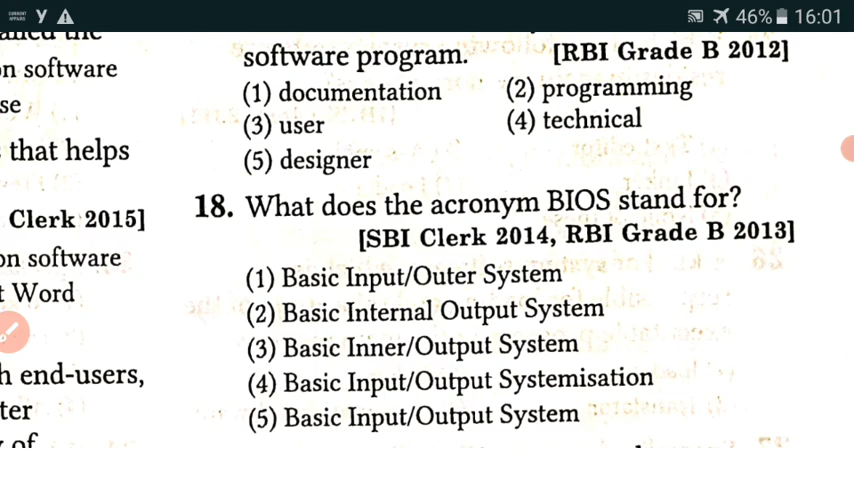 CURRENT AFFAIRS y 46% 16:01
n software
se
that helps
Clerk 2015]
on software
t Word
h end-users,
ter
of
software program. [RBI Grade B 2012]
(1) documentation (2) programming
(3) user (4) technical
(5) designer
18. What does the acronym BIOS stand for?
[SBI Clerk 2014, RBI Grade B 2013]
(1) Basic Input/Outer System
(2) Basic Internal Output System
(3) Basic Inner/Output System
(4) Basic Input/Output Systemisation
(5) Basic Input/Output System